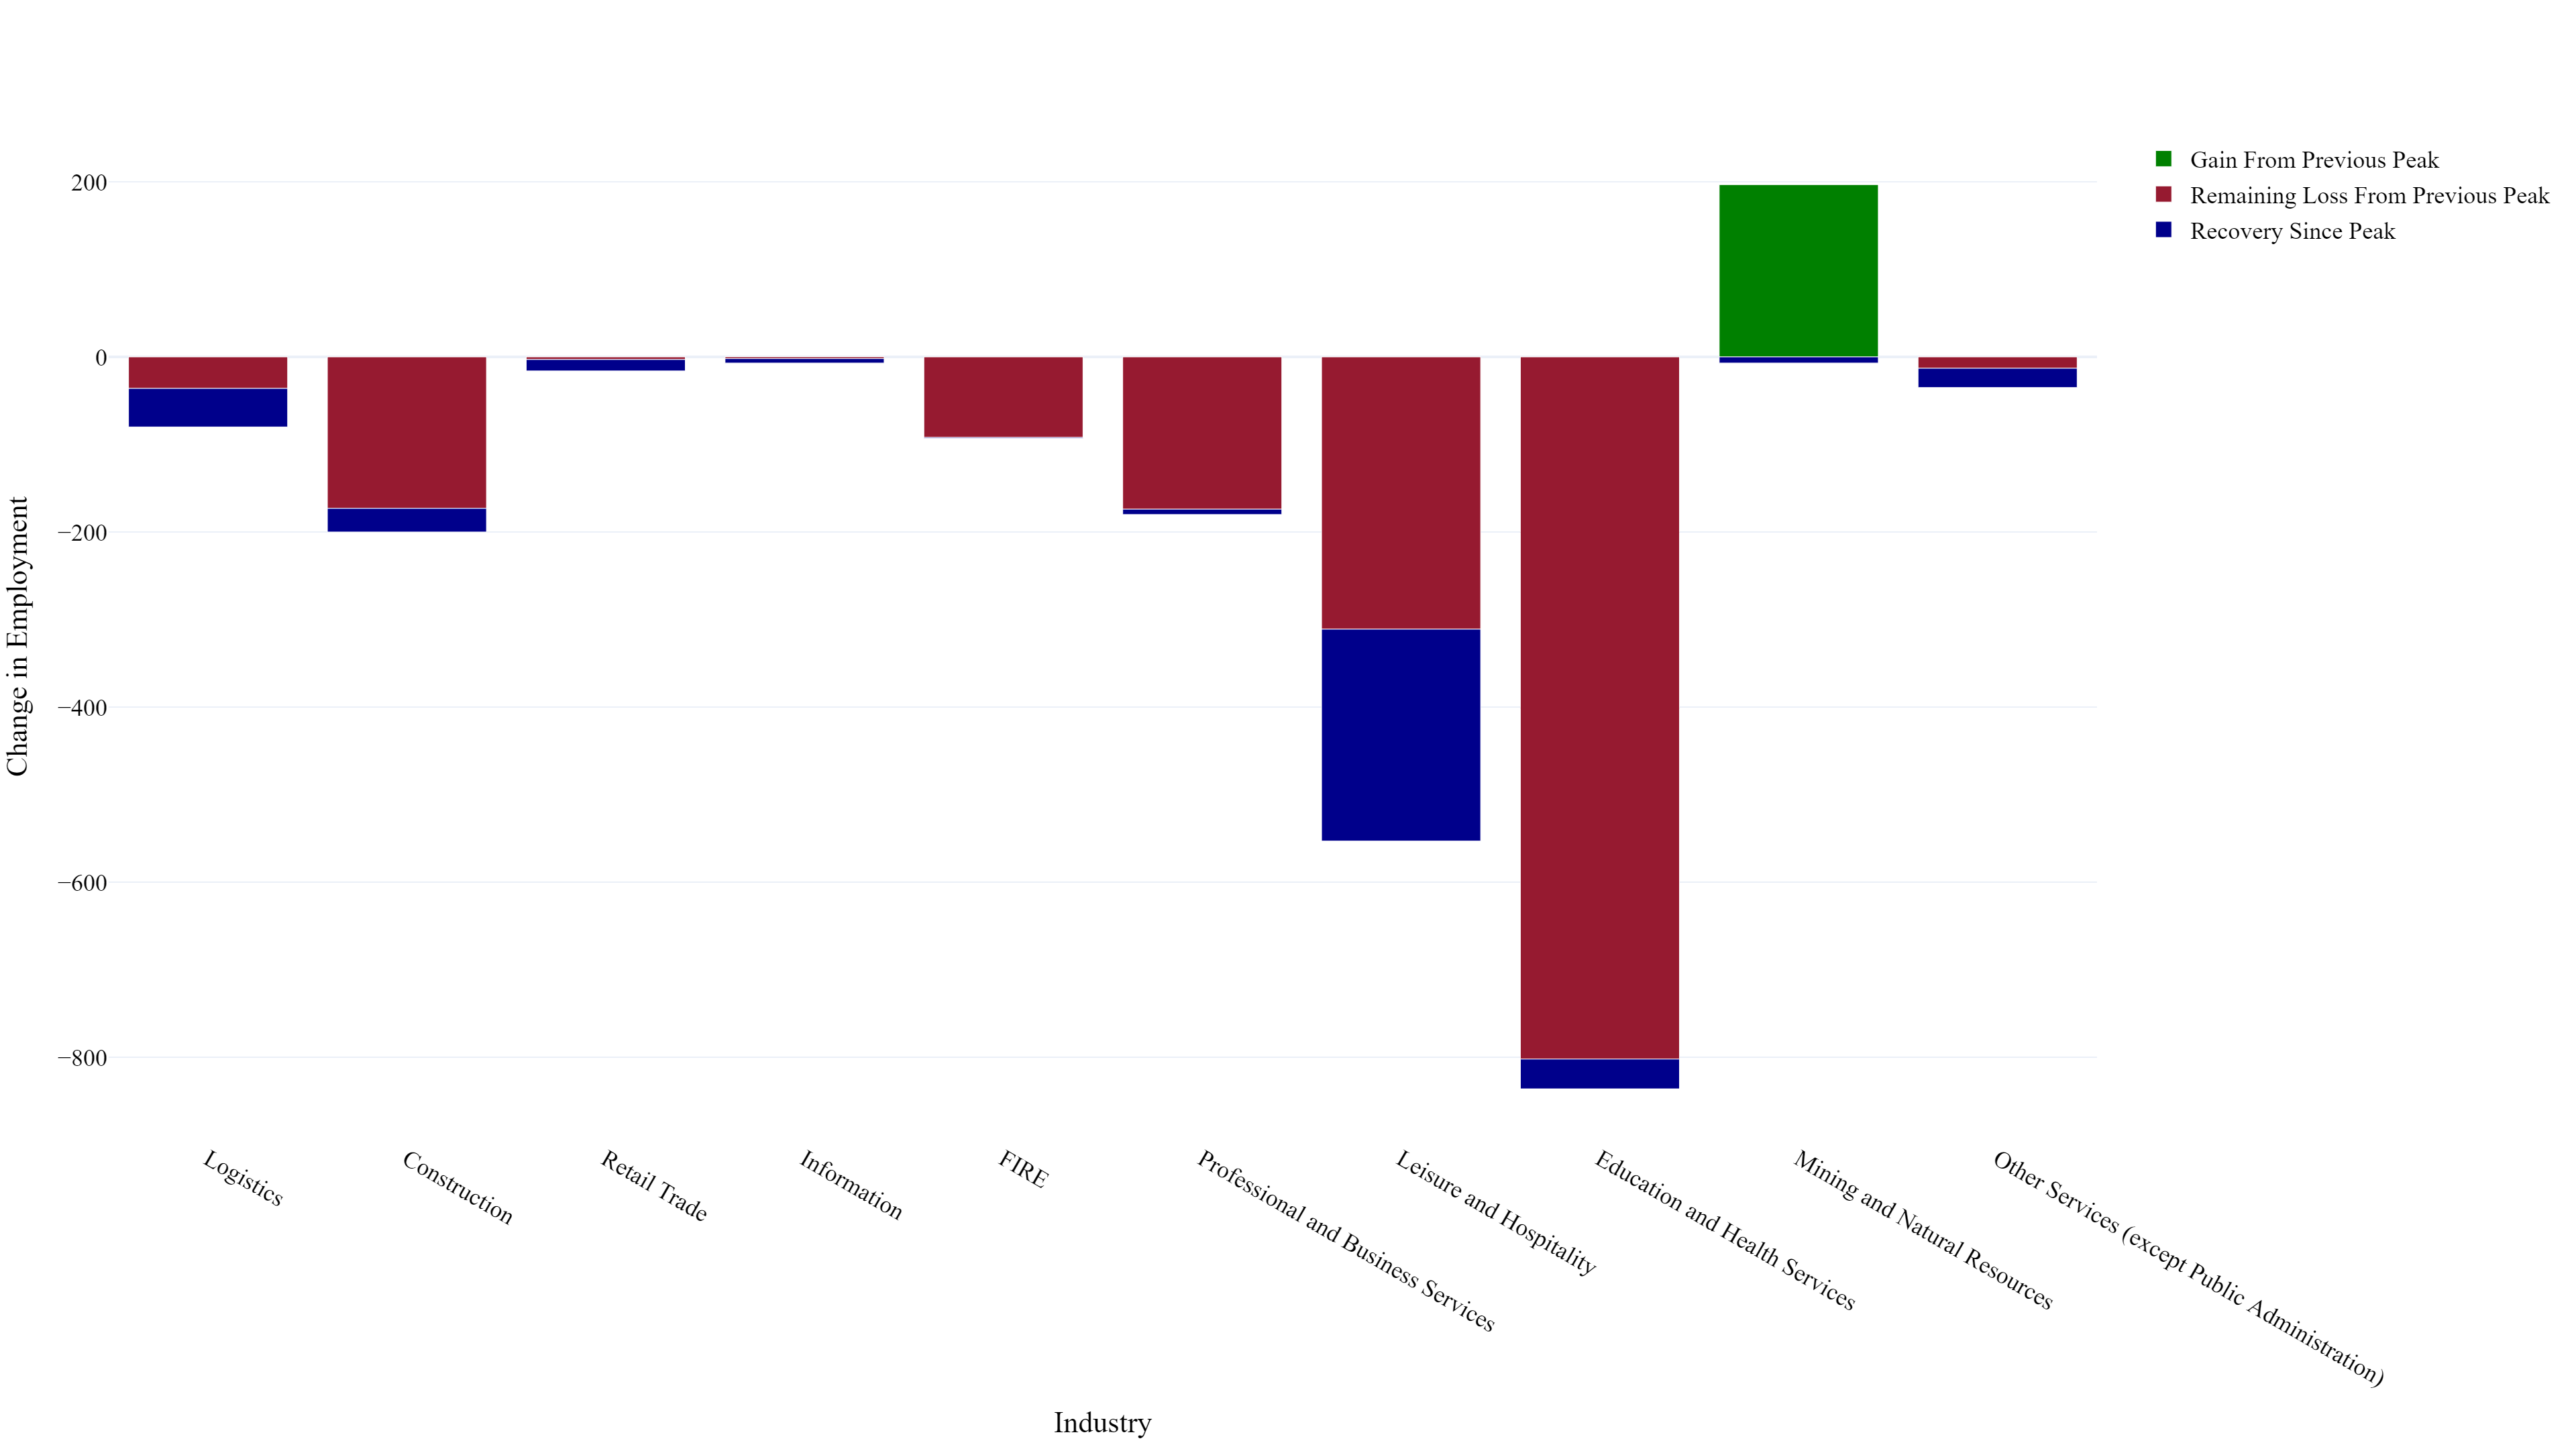 Gain From Previous Peak
Remaining Loss From Previous Peak
Recovery Since Peak
200
0
−200
−400
−600
−800
Change in Employment
Logistics
Construction
Retail Trade
Information
FIRE
Professional and Business Services
Leisure and Hospitality
Education and Health Services
Mining and Natural Resources
Other Services (except Public Administration)
Industry